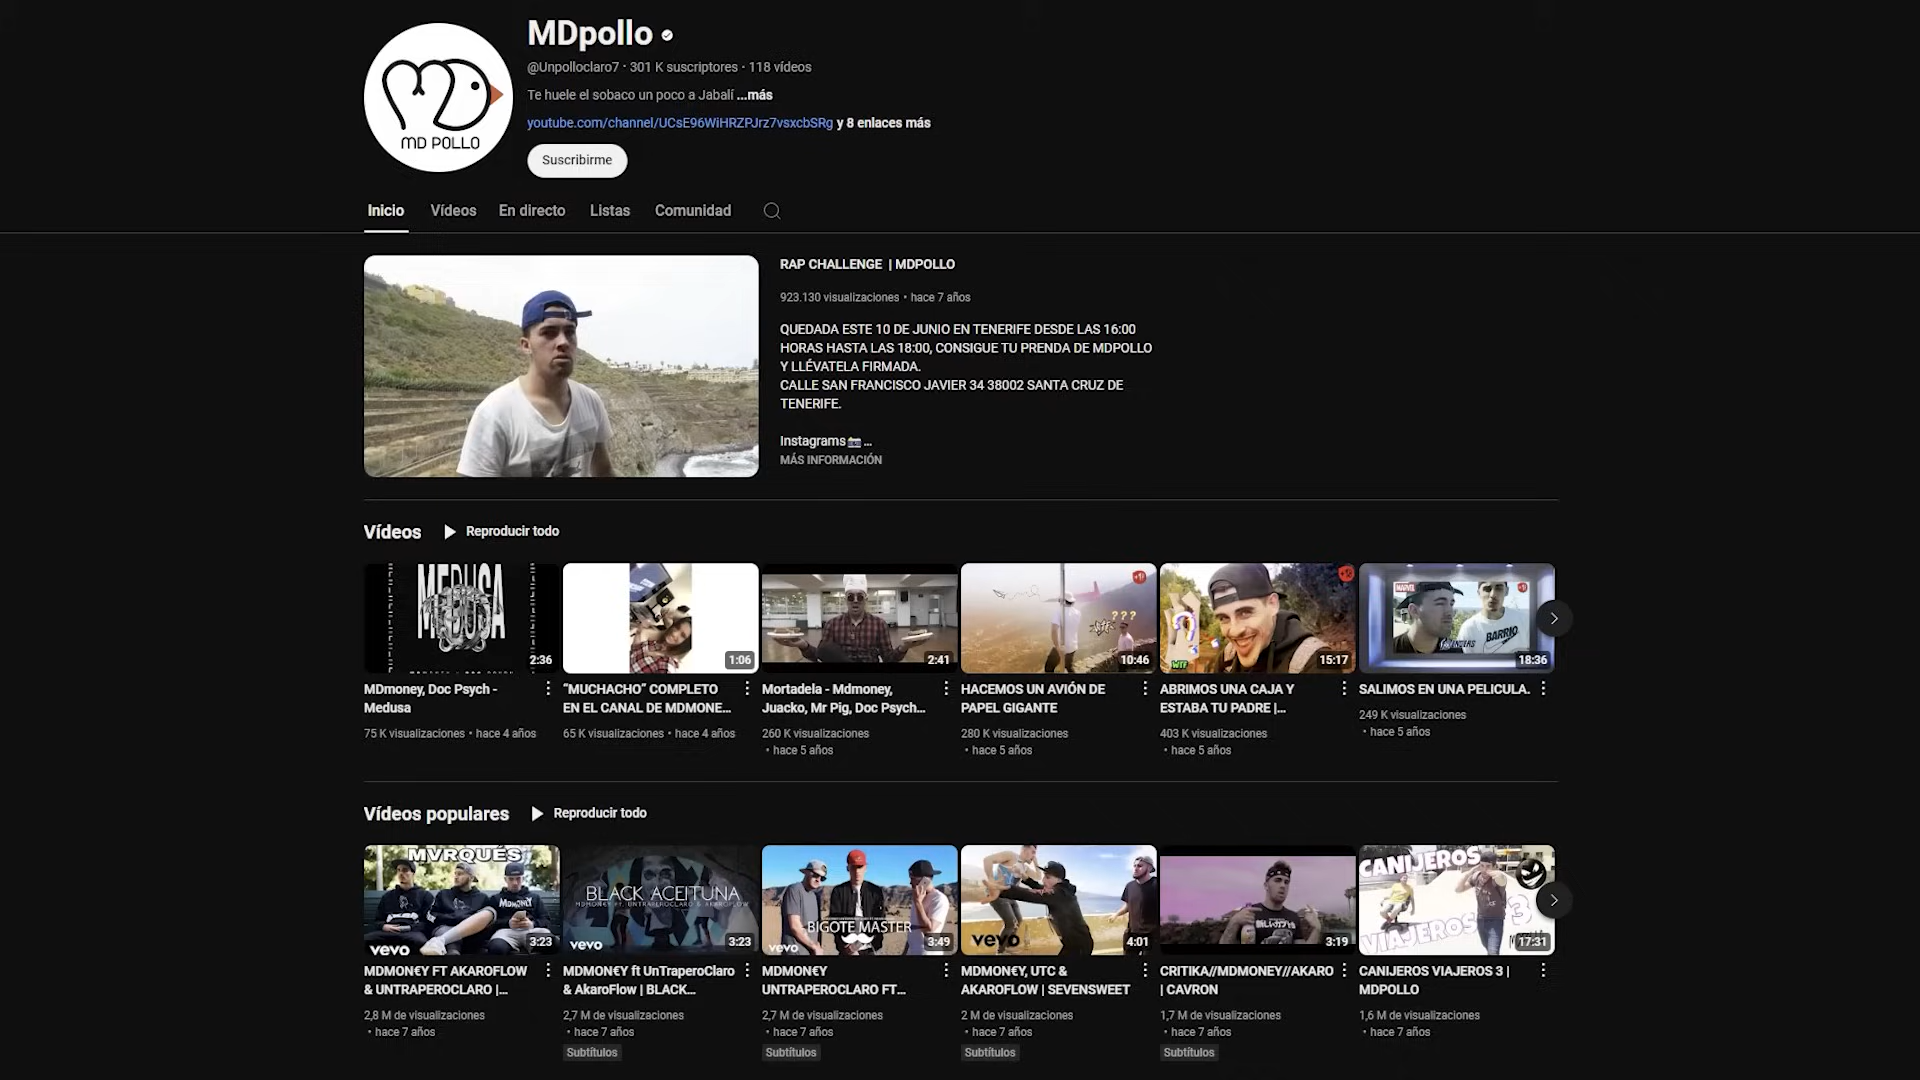 MD POLLO
MDpollo
@Unpolloclaro7 · 301 K suscriptores · 118 vídeos
Te huele el sobaco un poco a Jabalí ...más
youtube.com/channel/UCsE96WiHRZPJrz7vsxcbSRg y 8 enlaces más
Suscribirme
Inicio Vídeos En directo Listas Comunidad
RAP CHALLENGE | MDPOLLO
923.130 visualizaciones • hace 7 años
QUEDADA ESTE 10 DE JUNIO EN TENERIFE DESDE LAS 16:00
HORAS HASTA LAS 18:00, CONSIGUE TU PRENDA DE MDPOLLO
Y LLÉVATELA FIRMADA.
CALLE SAN FRANCISCO JAVIER 34 38002 SANTA CRUZ DE
TENERIFE.
Instagrams📷 ...
MÁS INFORMACIÓN
Vídeos Reproducir todo
MEDUSA
2:36
MDmoney, Doc Psych -
Medusa
75 K visualizaciones • hace 4 años
1:06
“MUCHACHO” COMPLETO
EN EL CANAL DE MDMONE...
65 K visualizaciones • hace 4 años
2:41
Mortadela - Mdmoney,
Juacko, Mr Pig, Doc Psych...
260 K visualizaciones
• hace 5 años
???
10:46
HACEMOS UN AVIÓN DE
PAPEL GIGANTE
280 K visualizaciones
• hace 5 años
WTF
15:17
ABRIMOS UNA CAJA Y
ESTABA TU PADRE |...
403 K visualizaciones
• hace 5 años
MARVEL
BARRIO
18:36
SALIMOS EN UNA PELICULA.
249 K visualizaciones
• hace 5 años
Vídeos populares Reproducir todo
MVRQUÉS
MDMONEY
vevo
3:23
MDMON€Y FT AKAROFLOW
& UNTRAPEROCLARO |...
2,8 M de visualizaciones
• hace 7 años
BLACK ACEITUNA
MDMON€Y FT. UNTRAPEROCLARO & AKAROFLOW
vevo
3:23
MDMON€Y ft UnTraperoClaro
& AkaroFlow | BLACK...
2,7 M de visualizaciones
• hace 7 años
Subtítulos
BIGOTE MASTER
vevo
3:49
MDMON€Y
UNTRAPEROCLARO FT...
2,7 M de visualizaciones
• hace 7 años
Subtítulos
vevo
4:01
MDMON€Y, UTC &
AKAROFLOW | SEVENSWEET
2 M de visualizaciones
• hace 7 años
Subtítulos
3:19
CRITIKA//MDMONEY//AKARO
| CAVRON
1,7 M de visualizaciones
• hace 7 años
Subtítulos
CANIJEROS
VIAJEROS 3
17:31
CANIJEROS VIAJEROS 3 |
MDPOLLO
1,6 M de visualizaciones
• hace 7 años